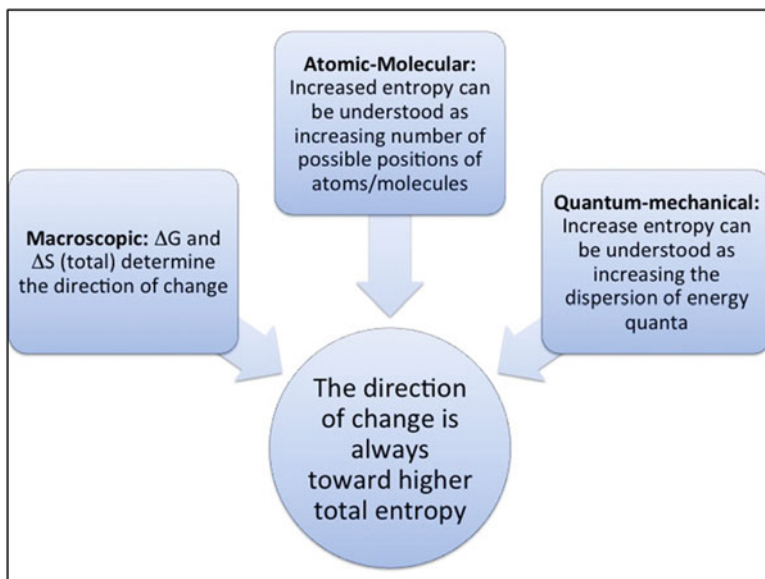 Atomic-Molecular:
Increased entropy can
be understood as
increasing number of
possible positions of
atoms/molecules
Macroscopic: ΔG and
ΔS (total) determine
the direction of change
Quantum-mechanical:
Increase entropy can
be understood as
increasing the
dispersion of energy
quanta
The direction
of change is
always
toward higher
total entropy